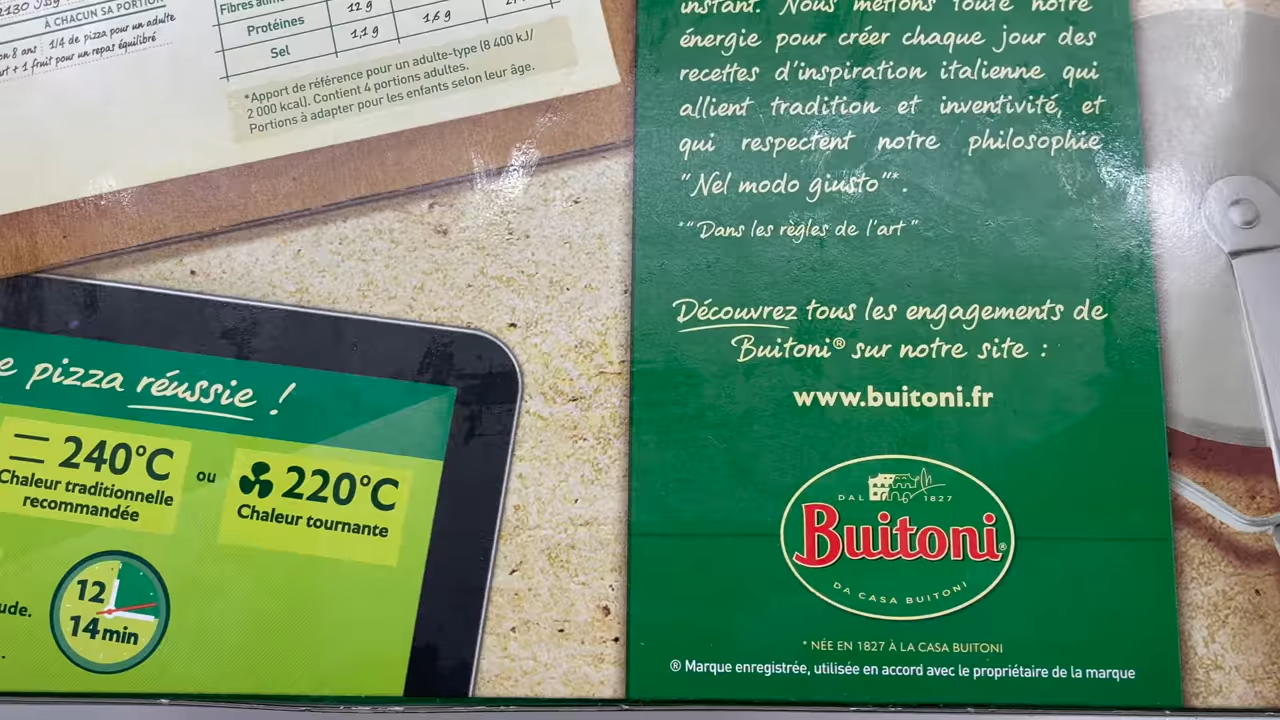 À CHACUN SA PORTION
8 ans : 1/4 de pizza pour un adulte
+ 1 fruit pour un repas équilibré
Fibres
Protéines 12 g 1,6 g
Sel 1,1 g
*Apport de référence pour un adulte-type (8 400 kJ/
2 000 kcal). Contient 4 portions adultes.
Portions à adapter pour les enfants selon leur âge.
pizza réussie !
240°C
Chaleur traditionnelle
recommandée
ou
220°C
Chaleur tournante
12
14 min
instant. Nous mettons toute notre
énergie pour créer chaque jour des
recettes d'inspiration italienne qui
allient tradition et inventivité, et
qui respectent notre philosophie
"Nel modo giusto"*.
*"Dans les règles de l'art"
Découvrez tous les engagements de
Buitoni® sur notre site :
www.buitoni.fr
DAL 1827
Buitoni®
DA CASA BUITONI
* NÉE EN 1827 À LA CASA BUITONI
® Marque enregistrée, utilisée en accord avec le propriétaire de la marque